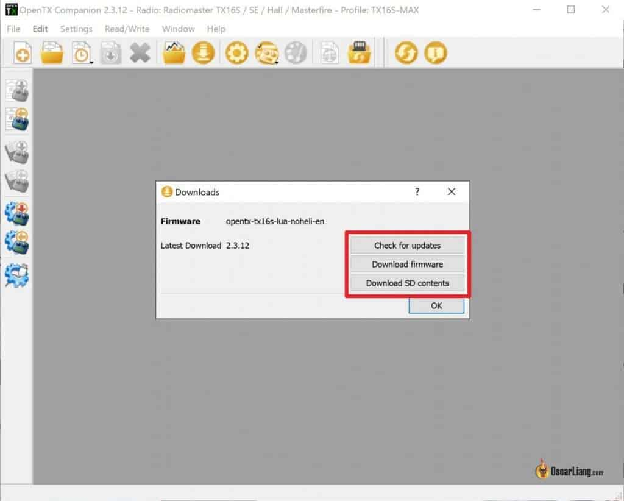 OpenTX Companion 2.3.12 - Radio: Radiomaster TX16S / SE / Hall / Masterfire - Profile: TX16S-MAX
File Edit Settings Read/Write Window Help
Downloads
Firmware opentx-tx16s-lua-noheli-en
Latest Download 2.3.12
Check for updates
Download firmware
Download SD contents
OK
OscarLiang.com